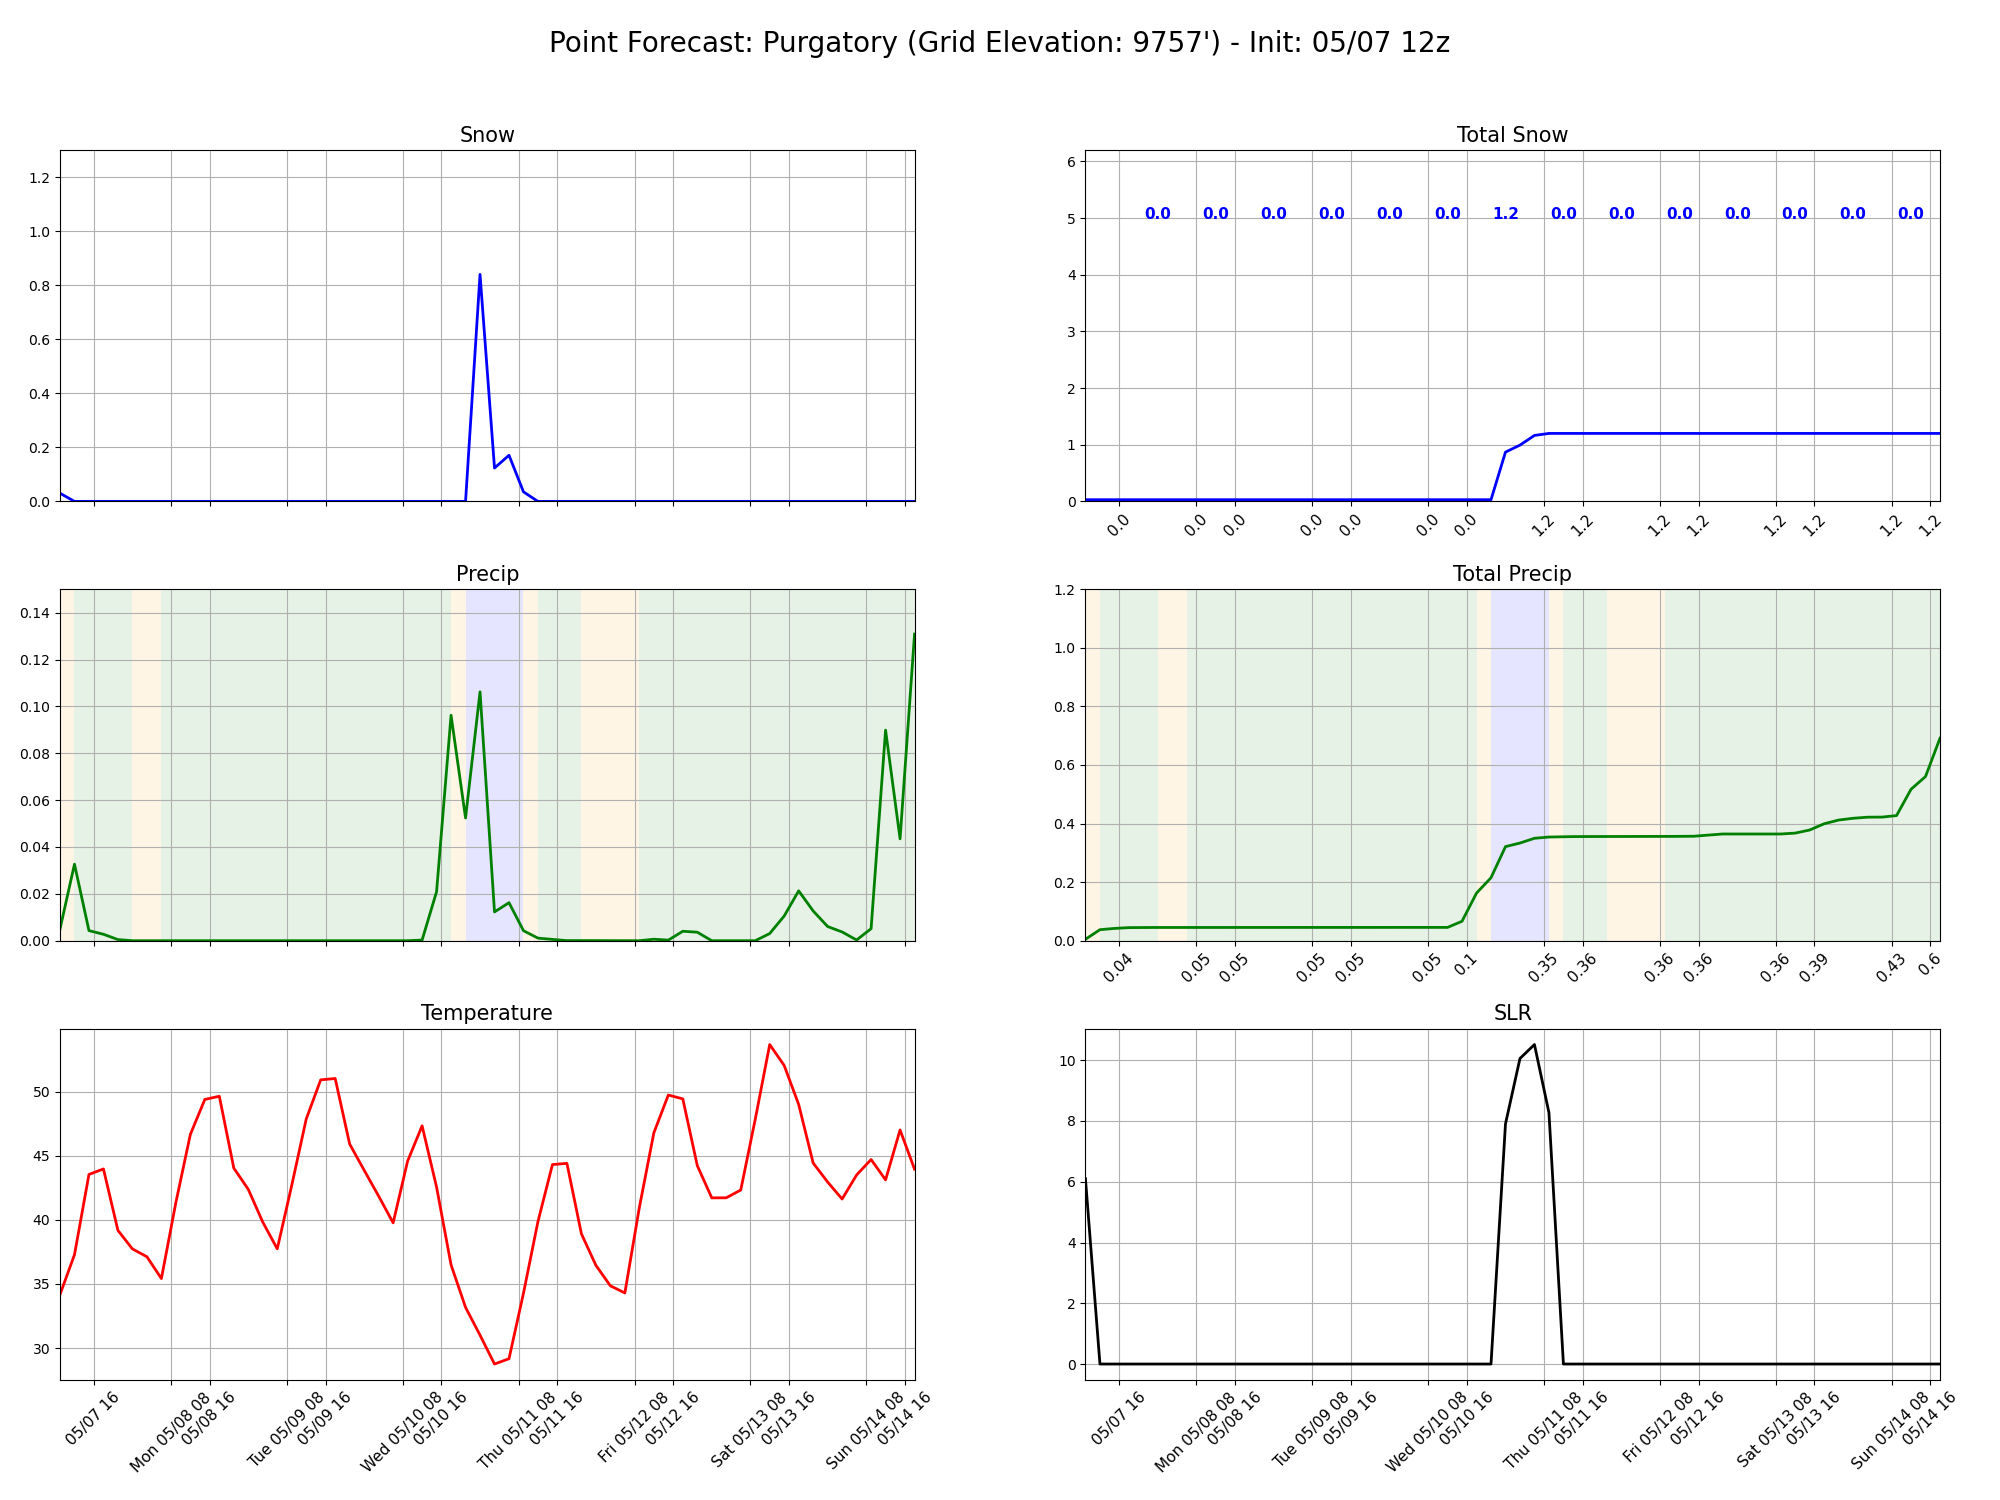 Point Forecast: Purgatory (Grid Elevation: 9757') - Init: 05/07 12z
Snow
1.2
1.0
0.8
0.6
0.4
0.2
0.0
Total Snow
6
5
4
3
2
1
0
0.0 0.0 0.0 0.0 0.0 0.0 1.2 0.0 0.0 0.0 0.0 0.0 0.0 0.0
0.0 0.0 0.0 0.0 0.0 0.0 0.0 1.2 1.2 1.2 1.2 1.2 1.2 1.2 1.2
Precip
0.14
0.12
0.10
0.08
0.06
0.04
0.02
0.00
Total Precip
1.2
1.0
0.8
0.6
0.4
0.2
0.0
0.04 0.05 0.05 0.05 0.05 0.05 0.1 0.35 0.36 0.36 0.36 0.36 0.39 0.43 0.6
Temperature
50
45
40
35
30
05/07 16
Mon 05/08 08
05/08 16
Tue 05/09 08
05/09 16
Wed 05/10 08
05/10 16
Thu 05/11 08
05/11 16
Fri 05/12 08
05/12 16
Sat 05/13 08
05/13 16
Sun 05/14 08
05/14 16
SLR
10
8
6
4
2
0
05/07 16
Mon 05/08 08
05/08 16
Tue 05/09 08
05/09 16
Wed 05/10 08
05/10 16
Thu 05/11 08
05/11 16
Fri 05/12 08
05/12 16
Sat 05/13 08
05/13 16
Sun 05/14 08
05/14 16